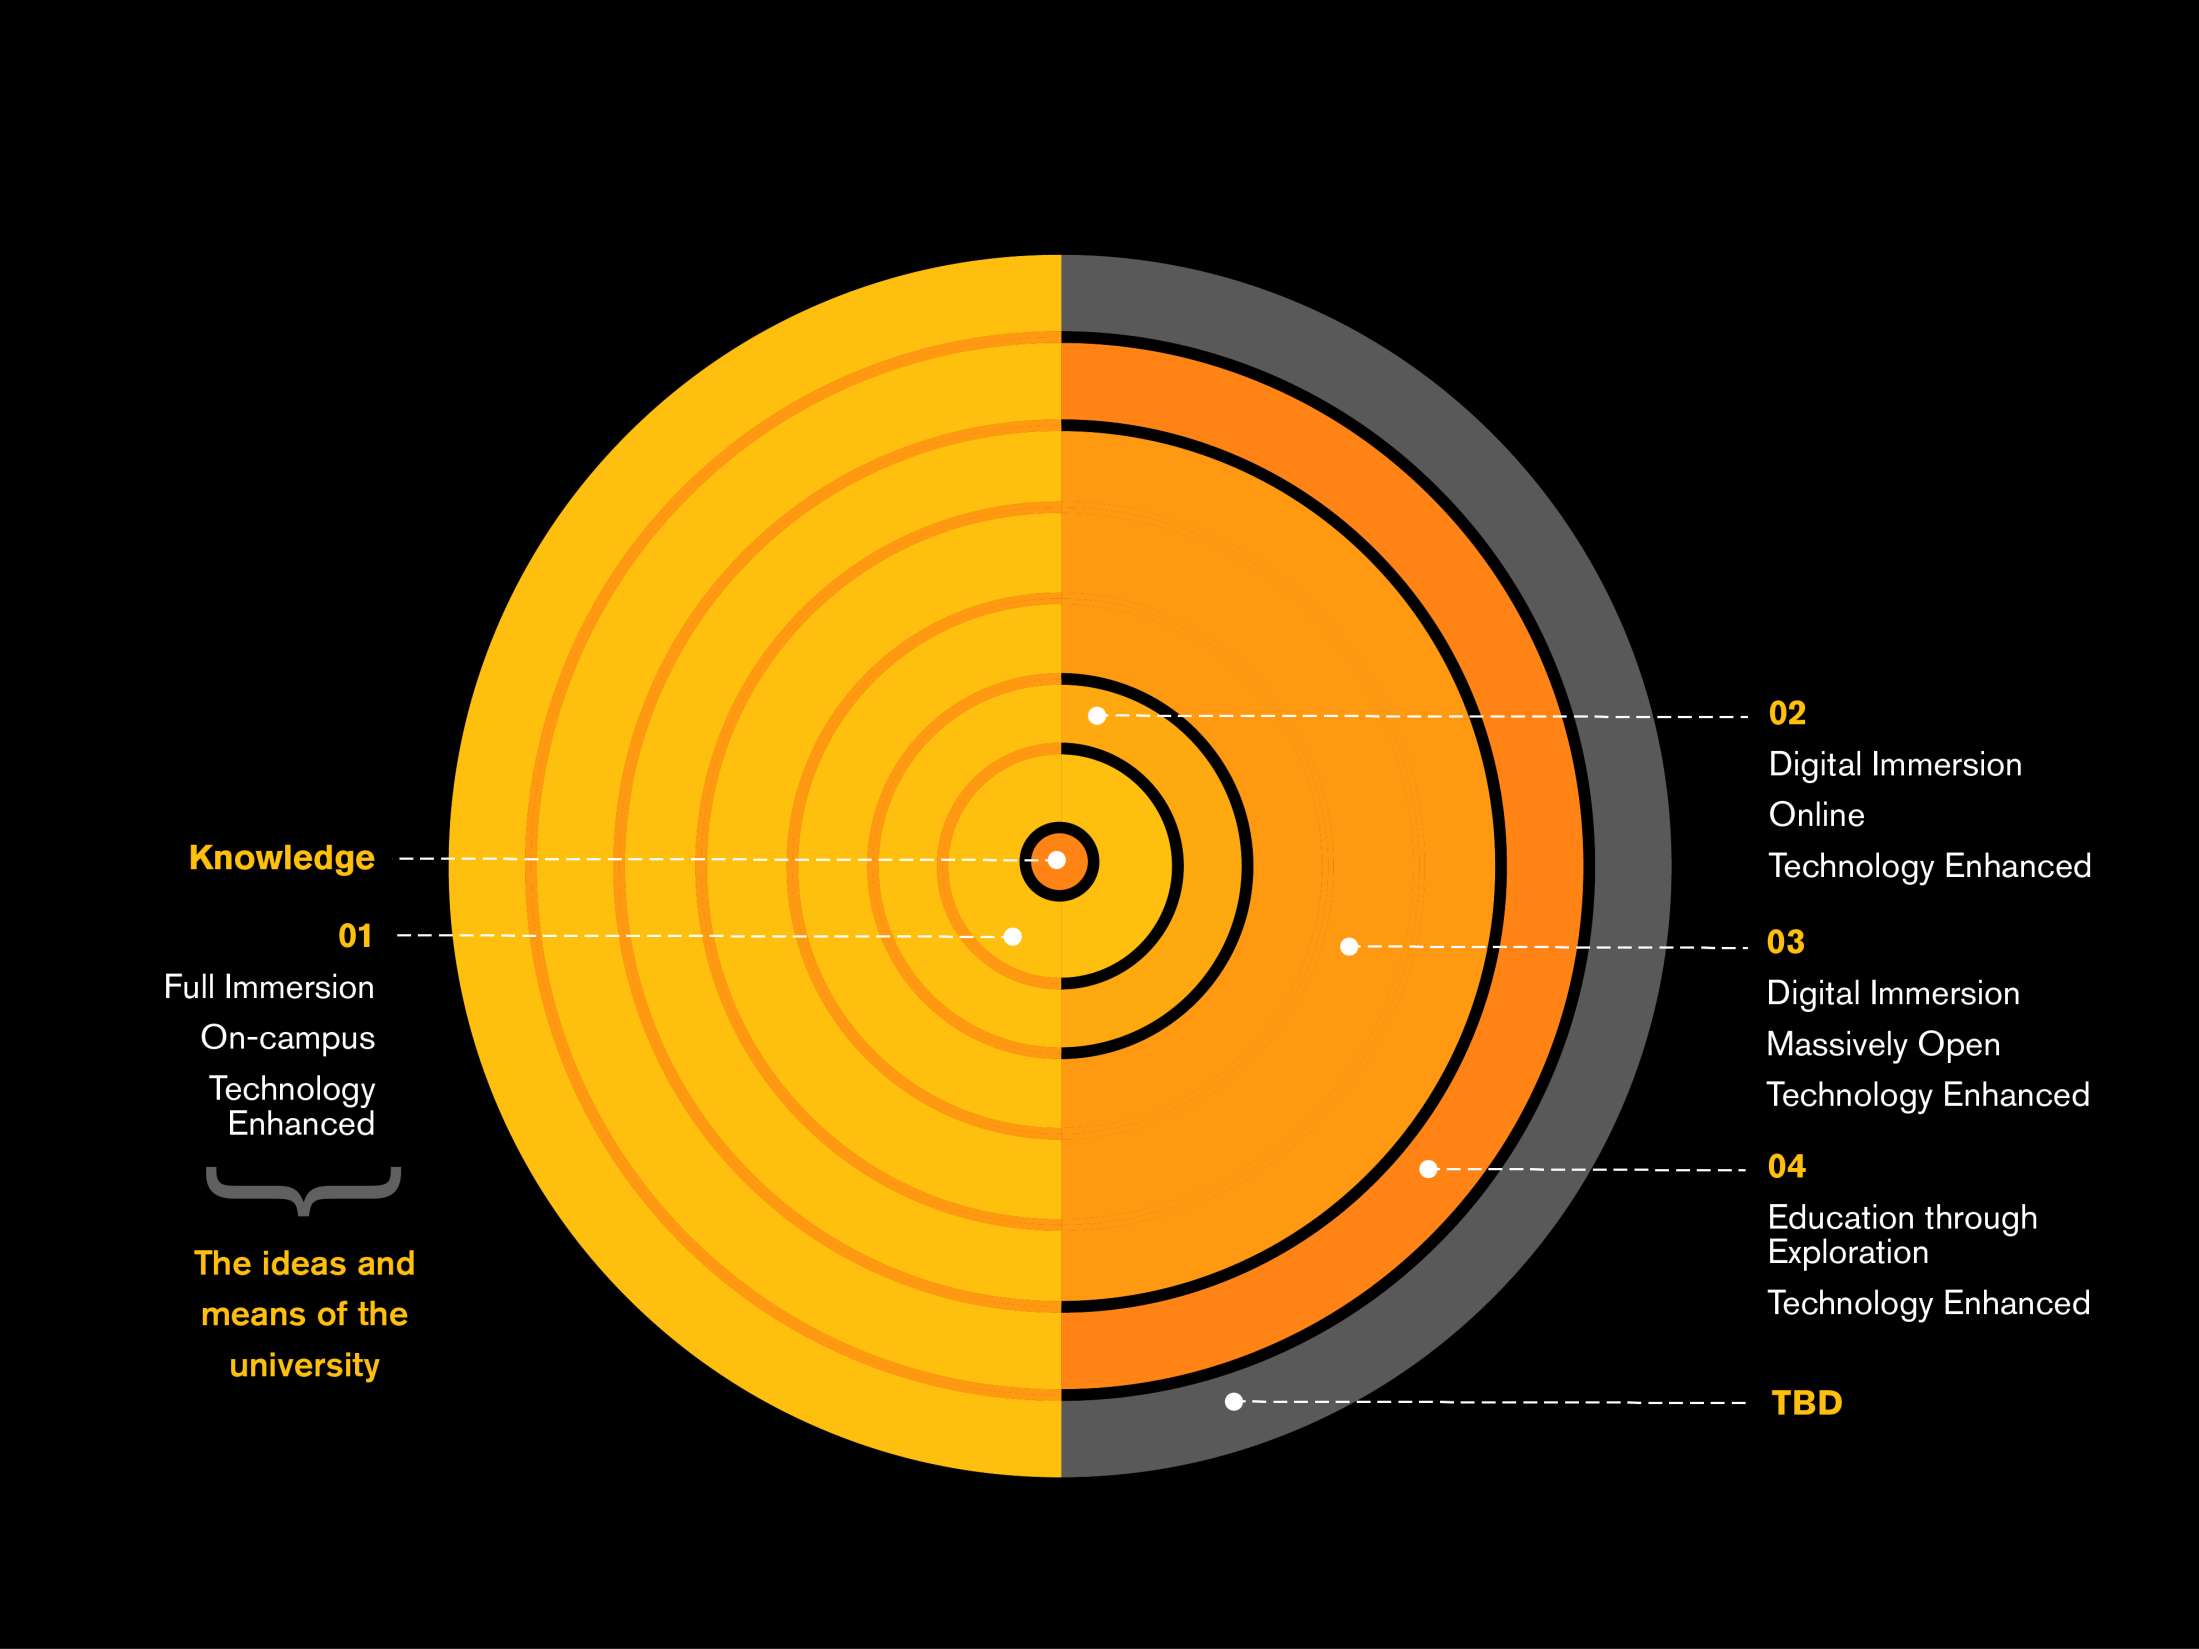 Knowledge
01
Full Immersion
On-campus
Technology
Enhanced
The ideas and
means of the
university
02
Digital Immersion
Online
Technology Enhanced
03
Digital Immersion
Massively Open
Technology Enhanced
04
Education through
Exploration
Technology Enhanced
TBD